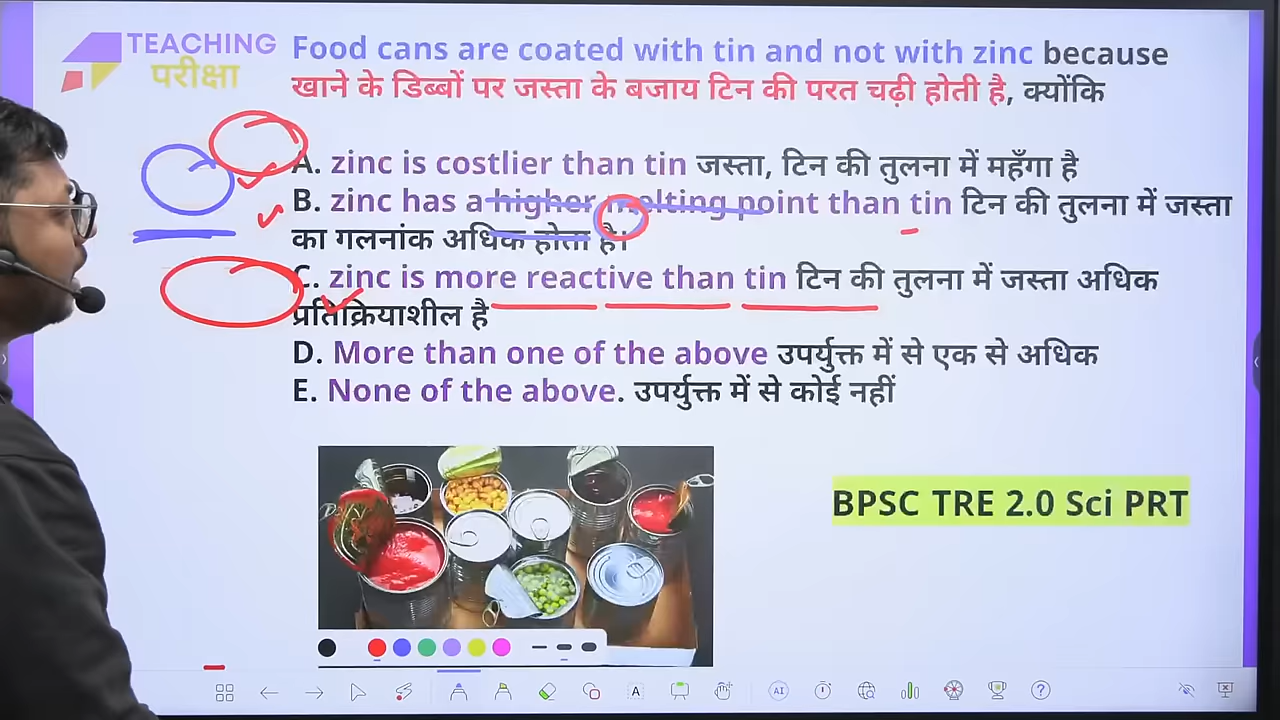 TEACHING
परीक्षा
Food cans are coated with tin and not with zinc because
खाने के डिब्बों पर जस्ता के बजाय टिन की परत चढ़ी होती है, क्योंकि
A. zinc is costlier than tin जस्ता, टिन की तुलना में महँगा है
B. zinc has a higher melting point than tin टिन की तुलना में जस्ता
का गलनांक अधिक होता है।
C. zinc is more reactive than tin टिन की तुलना में जस्ता अधिक
प्रतिक्रियाशील है
D. More than one of the above उपर्युक्त में से एक से अधिक
E. None of the above. उपर्युक्त में से कोई नहीं
BPSC TRE 2.0 Sci PRT
A
AI
?